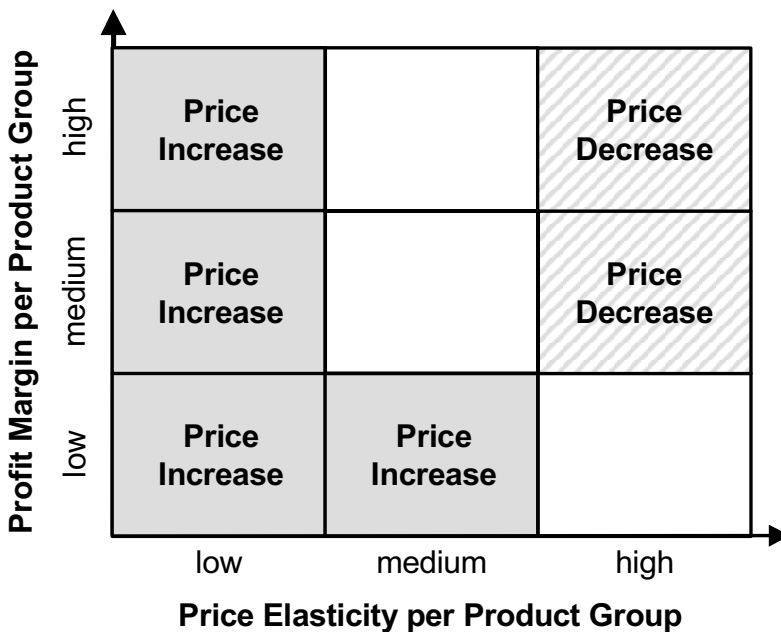 Profit Margin per Product Group
high
Price
Increase
Price
Decrease
medium
Price
Increase
Price
Decrease
low
Price
Increase
Price
Increase
low
medium
high
Price Elasticity per Product Group